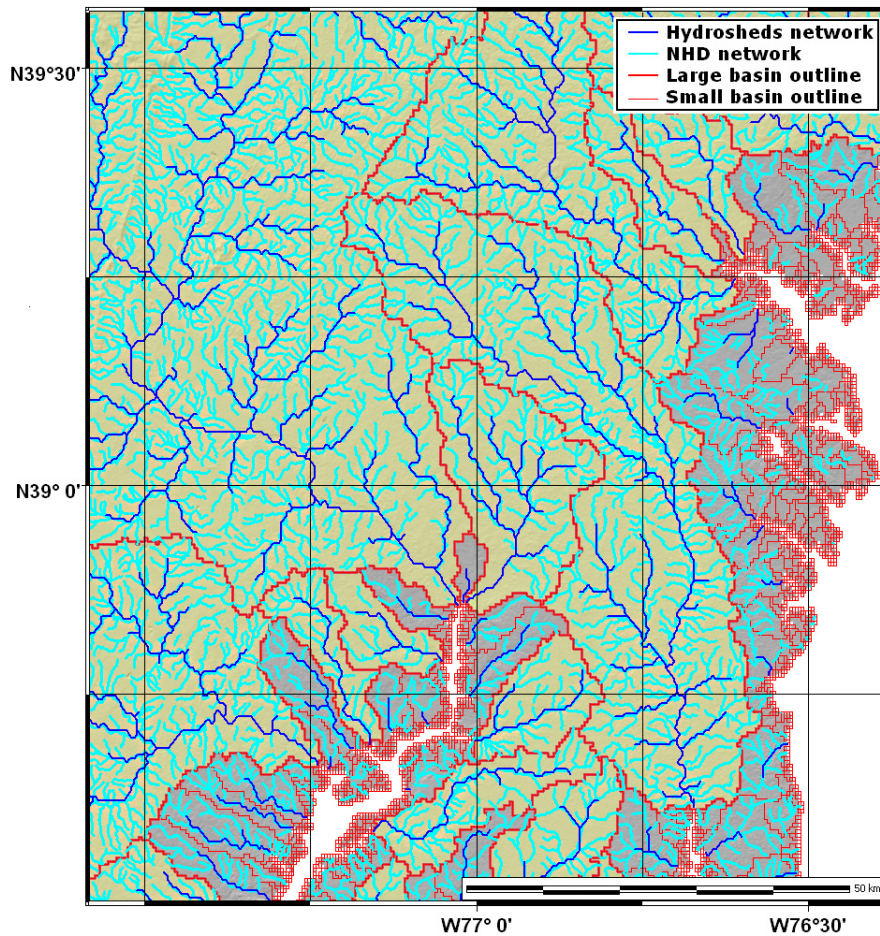 Hydrosheds network
NHD network
Large basin outline
Small basin outline
N39°30'
N39° 0'
50 km
W77° 0'
W76°30'